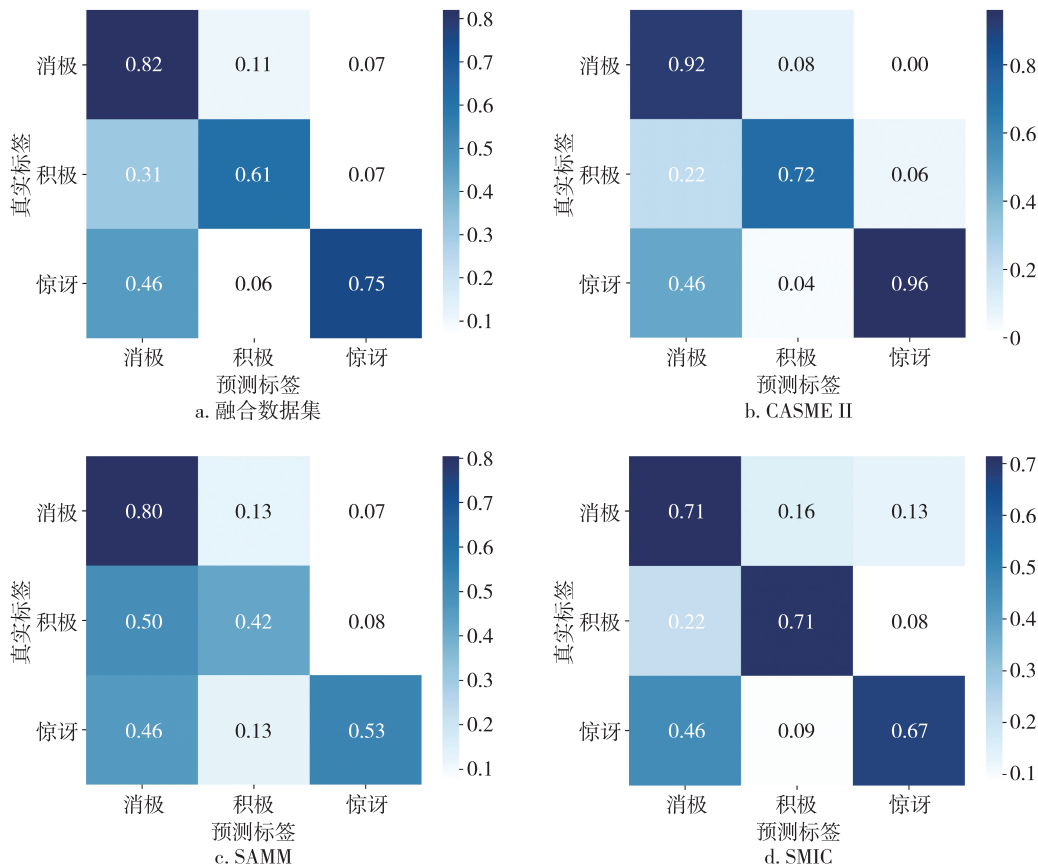 0.8
0.7
0.6
0.5
0.4
0.3
0.2
0.1
真实标签
消极
0.82
0.11
0.07
积极
0.31
0.61
0.07
惊讶
0.46
0.06
0.75
消极
积极
惊讶
预测标签
a. 融合数据集
0.8
0.6
0.4
0.2
0
真实标签
消极
0.92
0.08
0.00
积极
0.22
0.72
0.06
惊讶
0.46
0.04
0.96
消极
积极
惊讶
预测标签
b. CASME II
0.8
0.7
0.6
0.5
0.4
0.3
0.2
0.1
真实标签
消极
0.80
0.13
0.07
积极
0.50
0.42
0.08
惊讶
0.46
0.13
0.53
消极
积极
惊讶
预测标签
c. SAMM
0.7
0.6
0.5
0.4
0.3
0.2
0.1
真实标签
消极
0.71
0.16
0.13
积极
0.22
0.71
0.08
惊讶
0.46
0.09
0.67
消极
积极
惊讶
预测标签
d. SMIC